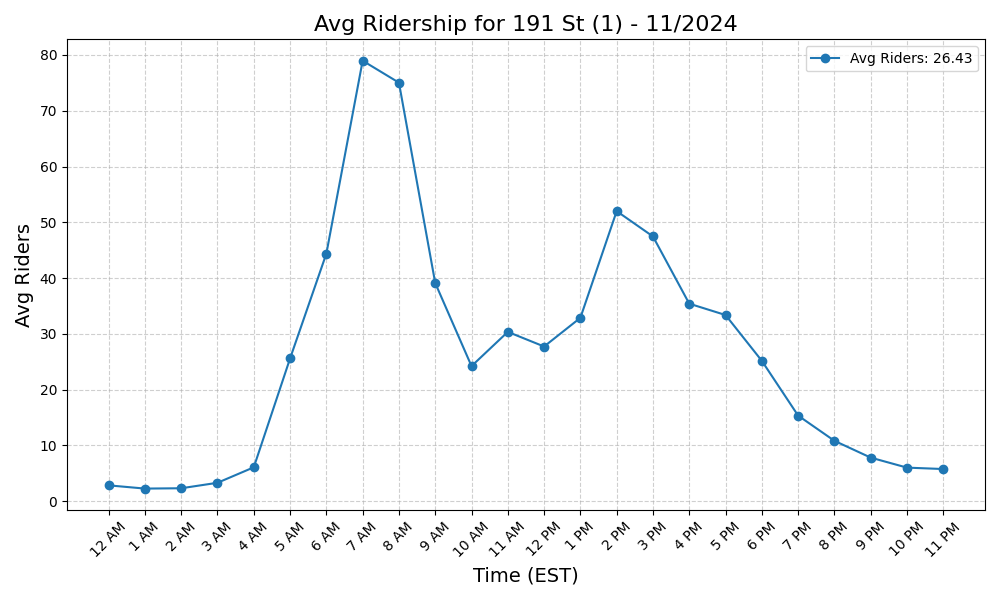 Avg Ridership for 191 St (1) - 11/2024
Avg Riders: 26.43
Avg Riders
80
70
60
50
40
30
20
10
0
12 AM
1 AM
2 AM
3 AM
4 AM
5 AM
6 AM
7 AM
8 AM
9 AM
10 AM
11 AM
12 PM
1 PM
2 PM
3 PM
4 PM
5 PM
6 PM
7 PM
8 PM
9 PM
10 PM
11 PM
Time (EST)